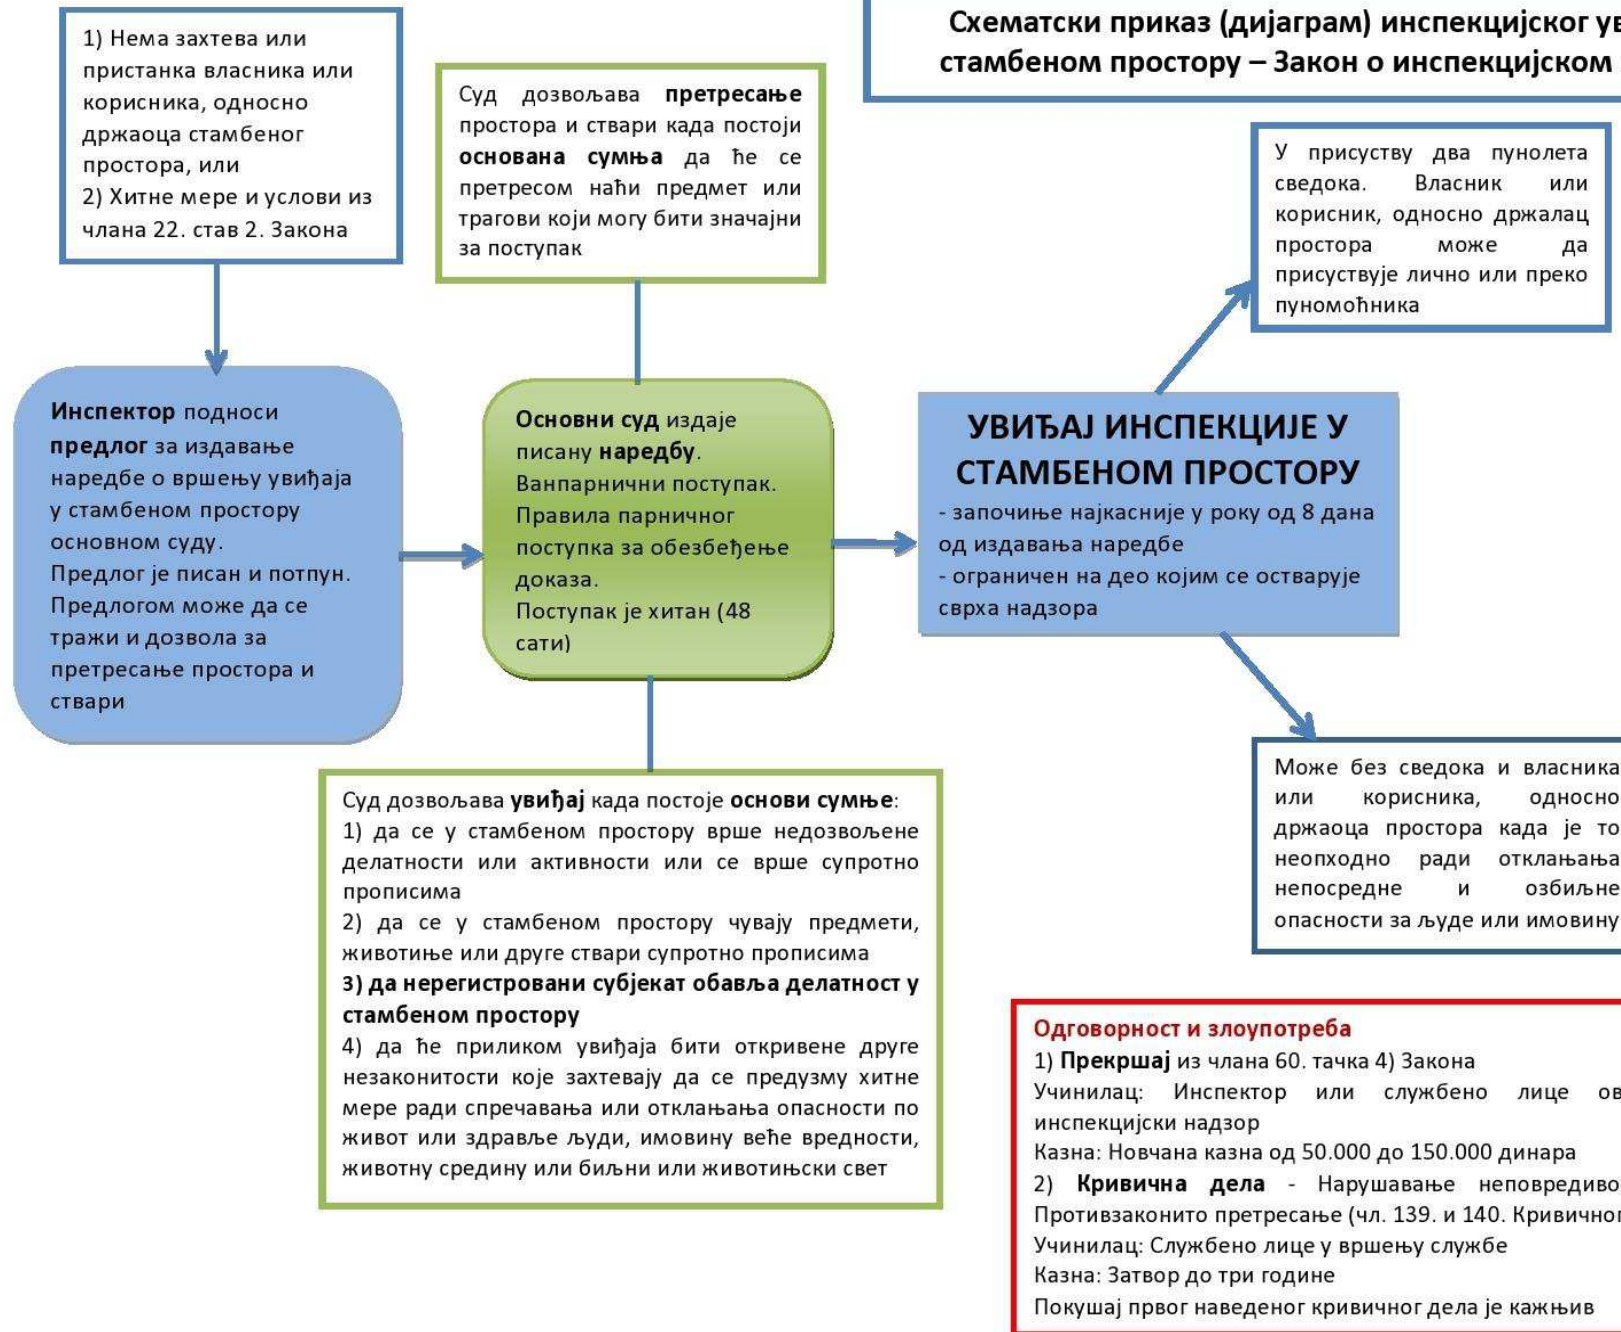 Схематски приказ (дијаграм) инспекцијског ув
стамбеном простору – Закон о инспекцијском
1) Нема захтева или
пристанка власника или
корисника, односно
држаоца стамбеног
простора, или
2) Хитне мере и услови из
члана 22. став 2. Закона
Суд дозвољава претресање
простора и ствари када постоји
основана сумња да ће се
претресом наћи предмет или
трагови који могу бити значајни
за поступак
У присуству два пунолета
сведока. Власник или
корисник, односно држалац
простора може да
присуствује лично или преко
пуномоћника
Инспектор подноси
предлог за издавање
наредбе о вршењу увиђаја
у стамбеном простору
основном суду.
Предлог је писан и потпун.
Предлогом може да се
тражи и дозвола за
претресање простора и
ствари
Основни суд издаје
писану наредбу.
Ванпарнични поступак.
Правила парничног
поступка за обезбеђење
доказа.
Поступак је хитан (48
сати)
УВИЂАЈ ИНСПЕКЦИЈЕ У
СТАМБЕНОМ ПРОСТОРУ
- започиње најкасније у року од 8 дана
од издавања наредбе
- ограничен на део којим се остварује
сврха надзора
Суд дозвољава увиђај када постоје основи сумње:
1) да се у стамбеном простору врше недозвољене
делатности или активности или се врше супротно
прописима
2) да се у стамбеном простору чувају предмети,
животиње или друге ствари супротно прописима
3) да нерегистровани субјекат обавља делатност у
стамбеном простору
4) да ће приликом увиђаја бити откривене друге
незаконитости које захтевају да се предузму хитне
мере ради спречавања или отклањања опасности по
живот или здравље људи, имовину веће вредности,
животну средину или биљни или животињски свет
Може без сведока и власника
или корисника, односно
држаоца простора када је то
неопходно ради отклањања
непосредне и озбиљне
опасности за људе или имовину
Одговорност и злоупотреба
1) Прекршај из члана 60. тачка 4) Закона
Учинилац: Инспектор или службено лице ов
инспекцијски надзор
Казна: Новчана казна од 50.000 до 150.000 динара
2) Кривична дела - Нарушавање неповредиво
Противзаконито претресање (чл. 139. и 140. Кривичног
Учинилац: Службено лице у вршењу службе
Казна: Затвор до три године
Покушај првог наведеног кривичног дела је кажњив